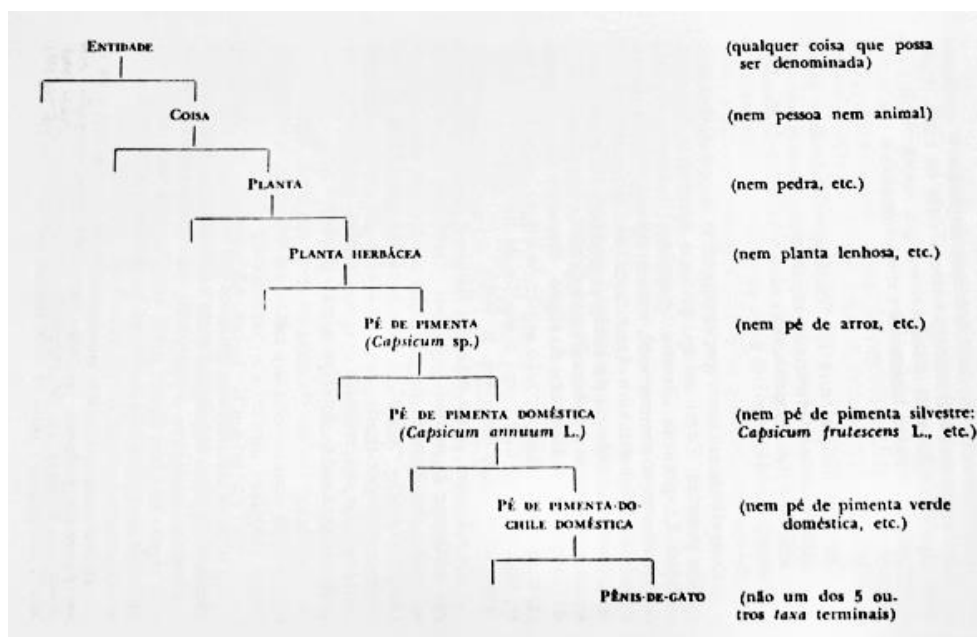 ENTIDADE
(qualquer coisa que possa
ser denominada)
COISA
(nem pessoa nem animal)
PLANTA
(nem pedra, etc.)
PLANTA HERBÁCEA
(nem planta lenhosa, etc.)
PÉ DE PIMENTA
(Capsicum sp.)
(nem pé de arroz, etc.)
PÉ DE PIMENTA DOMÉSTICA
(Capsicum annuum L.)
(nem pé de pimenta silvestre:
Capsicum frutescens L., etc.)
PÉ DE PIMENTA-DO-
CHILE DOMÉSTICA
(nem pé de pimenta verde
doméstica, etc.)
PÊNIS-DE-GATO
(não um dos 5 ou-
tros taxa terminais)